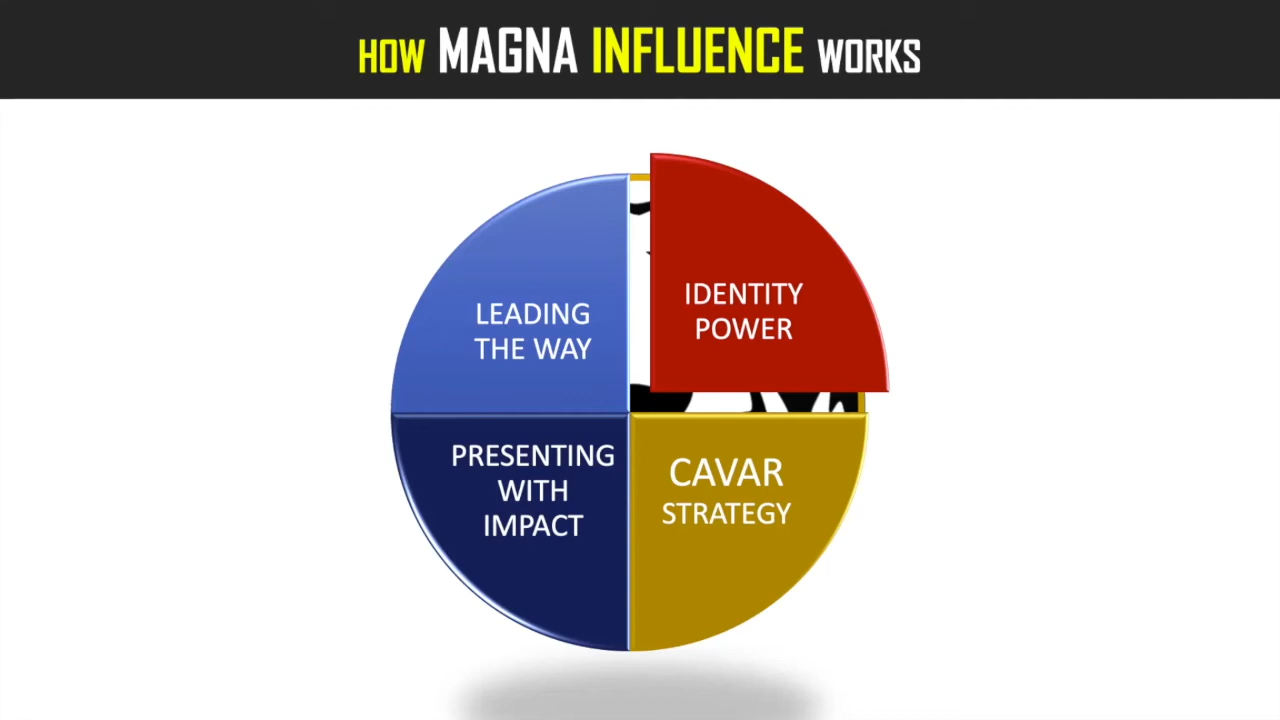 HOW MAGNA INFLUENCE WORKS
LEADING
THE WAY
IDENTITY
POWER
PRESENTING
WITH
IMPACT
CAVAR
STRATEGY